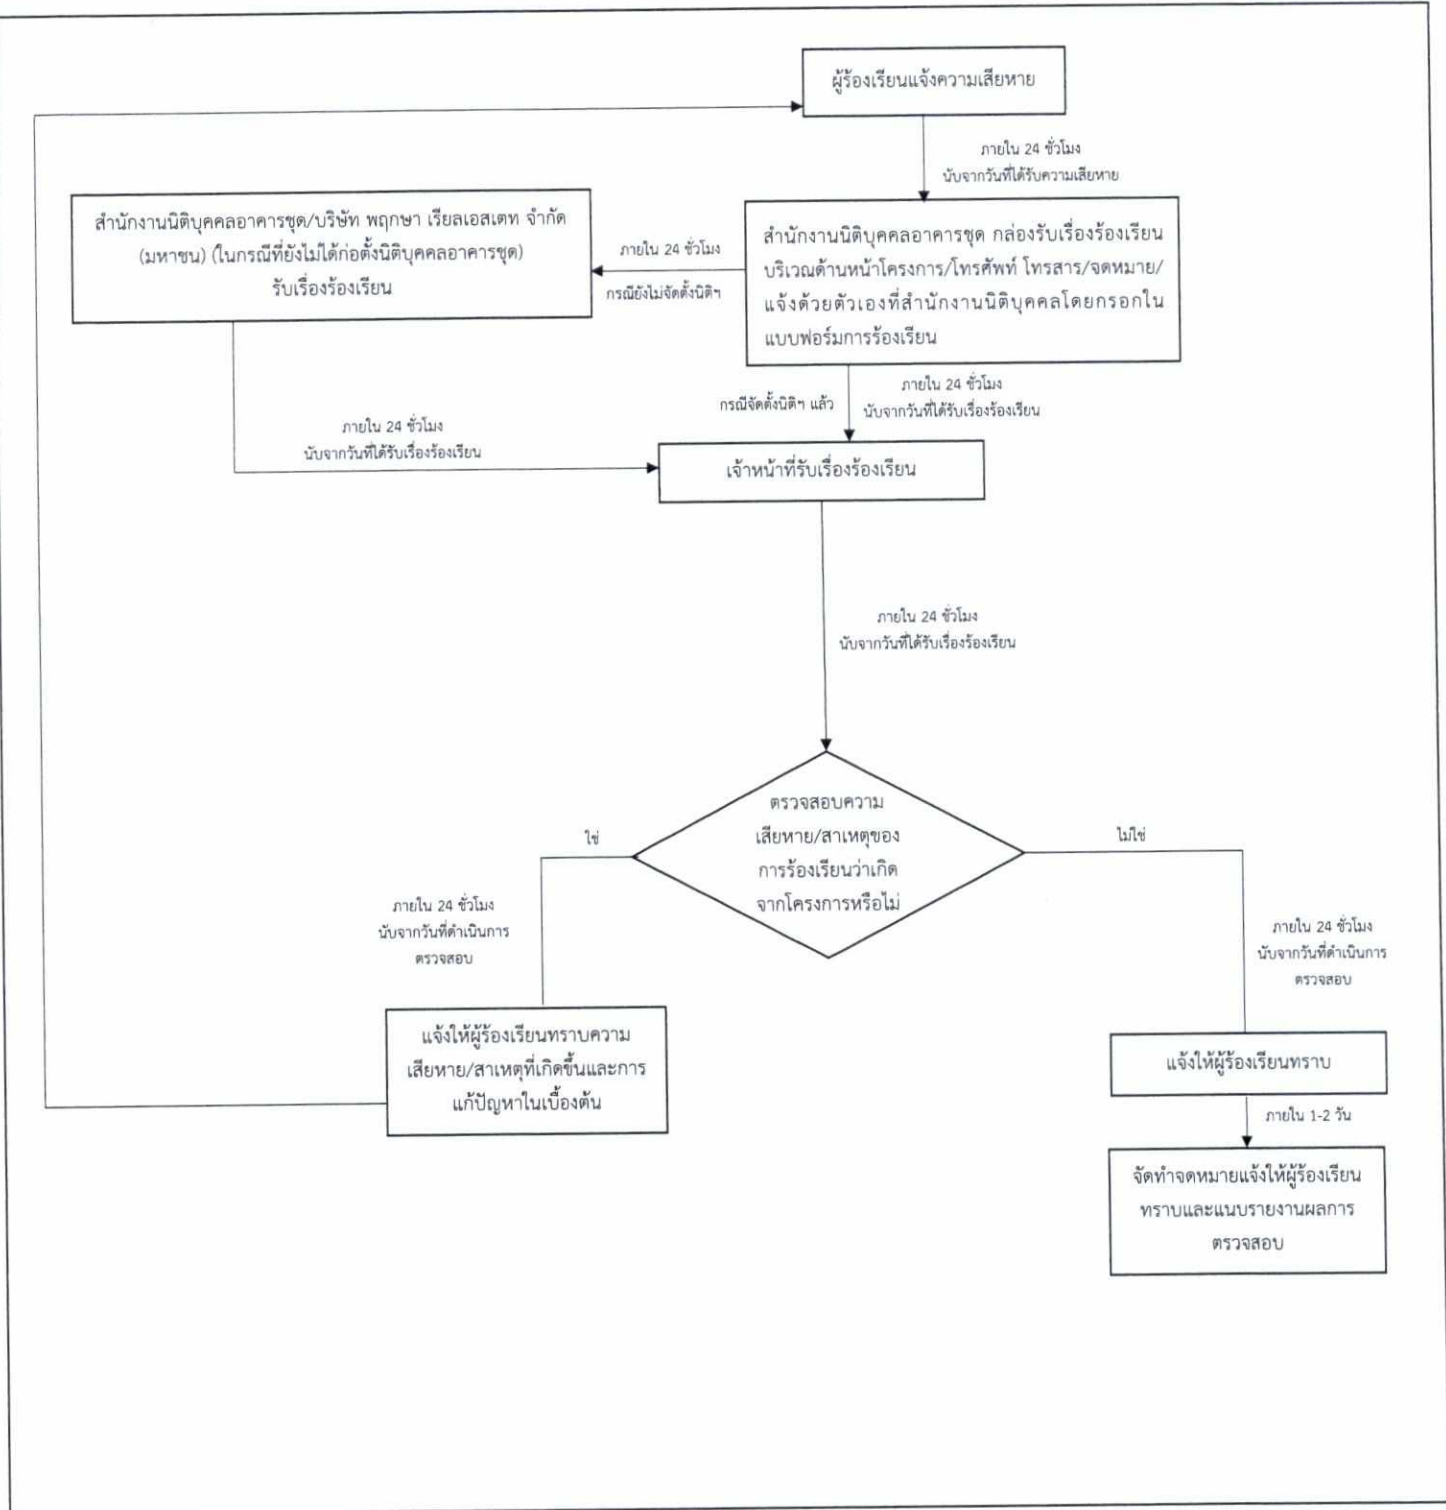 ผู้ร้องเรียนแจ้งความเสียหาย
ภายใน 24 ชั่วโมง
นับจากวันที่ได้รับความเสียหาย
สำนักงานนิติบุคคลอาคารชุด/บริษัท พฤกษา เรียลเอสเตท จำกัด
(มหาชน) (ในกรณีที่ยังไม่ได้ก่อตั้งนิติบุคคลอาคารชุด)
รับเรื่องร้องเรียน
ภายใน 24 ชั่วโมง
กรณียังไม่จัดตั้งนิติฯ
สำนักงานนิติบุคคลอาคารชุด กล่องรับเรื่องร้องเรียน
บริเวณด้านหน้าโครงการ/โทรศัพท์ โทรสาร/จดหมาย/
แจ้งด้วยตัวเองที่สำนักงานนิติบุคคลโดยกรอกใน
แบบฟอร์มการร้องเรียน
กรณีจัดตั้งนิติฯ แล้ว
ภายใน 24 ชั่วโมง
นับจากวันที่ได้รับเรื่องร้องเรียน
ภายใน 24 ชั่วโมง
นับจากวันที่ได้รับเรื่องร้องเรียน
เจ้าหน้าที่รับเรื่องร้องเรียน
ภายใน 24 ชั่วโมง
นับจากวันที่ได้รับเรื่องร้องเรียน
ตรวจสอบความ
เสียหาย/สาเหตุของ
การร้องเรียนว่าเกิด
จากโครงการหรือไม่
ใช่
ไม่ใช่
ภายใน 24 ชั่วโมง
นับจากวันที่ดำเนินการ
ตรวจสอบ
ภายใน 24 ชั่วโมง
นับจากวันที่ดำเนินการ
ตรวจสอบ
แจ้งให้ผู้ร้องเรียนทราบความ
เสียหาย/สาเหตุที่เกิดขึ้นและการ
แก้ปัญหาในเบื้องต้น
แจ้งให้ผู้ร้องเรียนทราบ
ภายใน 1-2 วัน
จัดทำจดหมายแจ้งให้ผู้ร้องเรียน
ทราบและแนบรายงานผลการ
ตรวจสอบ